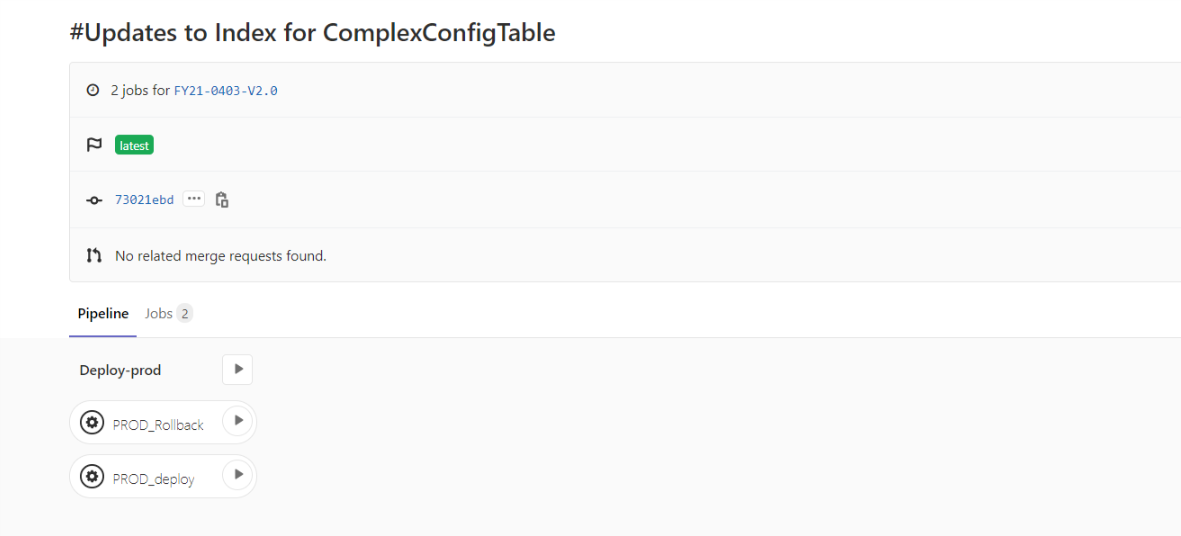 #Updates to Index for ComplexConfigTable
2 jobs for FY21-0403-V2.0
latest
73021ebd
No related merge requests found.
Pipeline Jobs 2
Deploy-prod
PROD_Rollback
PROD_deploy